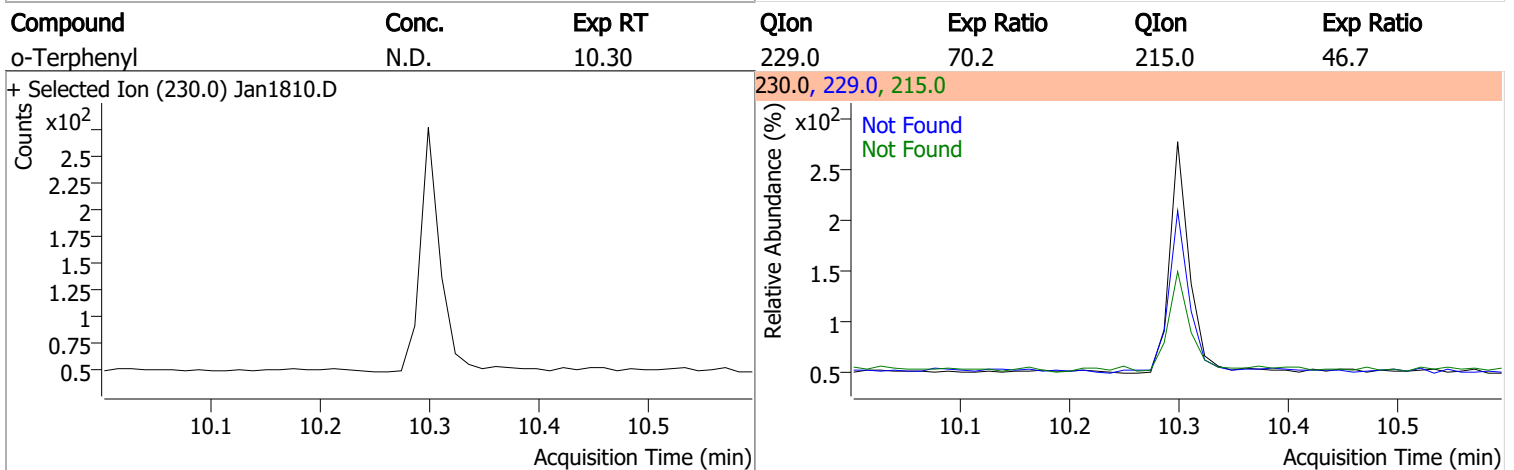 Compound Conc. Exp RT QIon Exp Ratio QIon Exp Ratio
o-Terphenyl N.D. 10.30 229.0 70.2 215.0 46.7
+ Selected Ion (230.0) Jan1810.D
Counts
x10²
2.5
2.25
2
1.75
1.5
1.25
1
0.75
0.5
10.1 10.2 10.3 10.4 10.5
Acquisition Time (min)
230.0, 229.0, 215.0
Relative Abundance (%)
x10²
Not Found
Not Found
2.5
2
1.5
1
0.5
10.1 10.2 10.3 10.4 10.5
Acquisition Time (min)